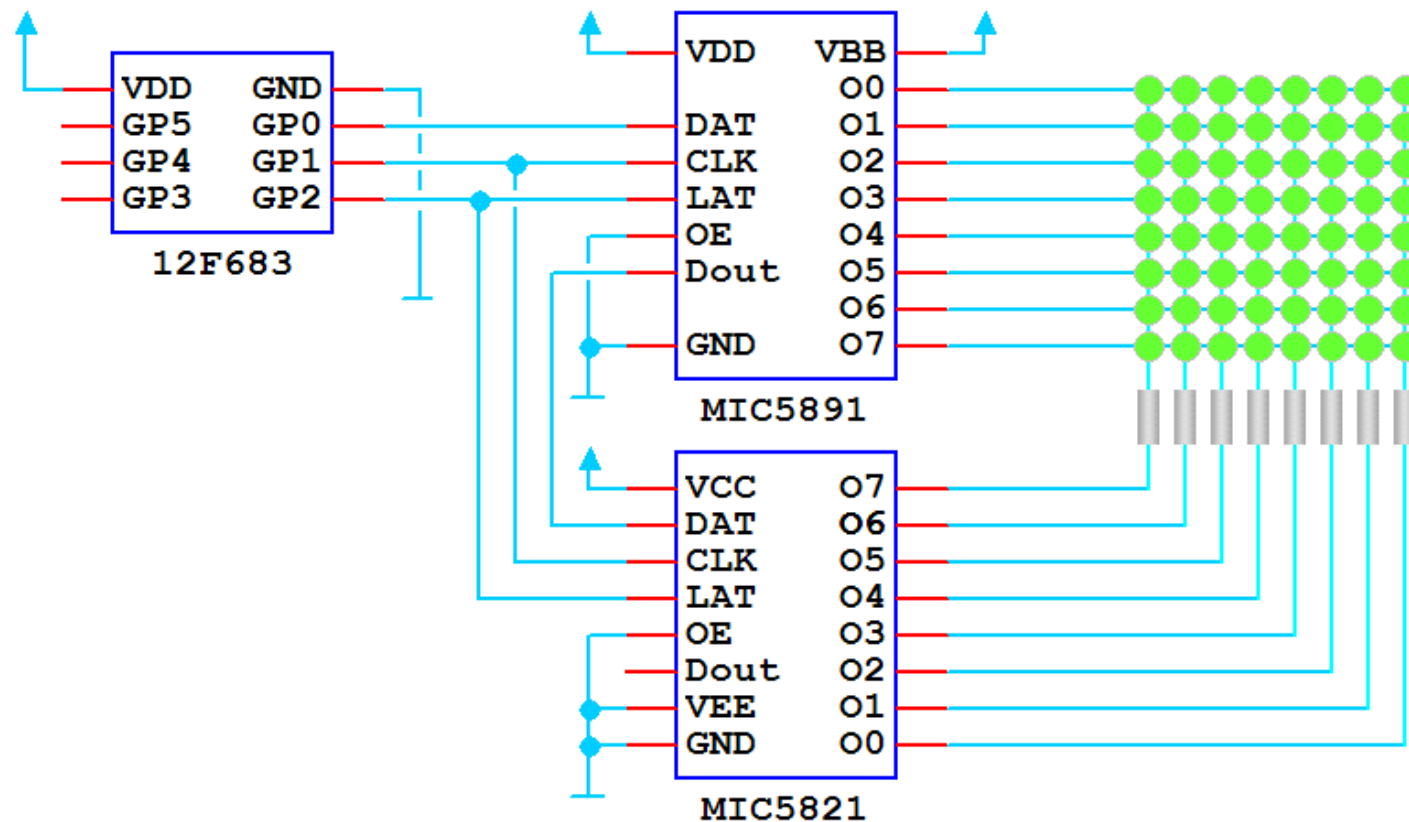 VDD GND
GP5 GP0
GP4 GP1
GP3 GP2
12F683
VDD VBB
O0
DAT O1
CLK O2
LAT O3
OE O4
Dout O5
O6
GND O7
MIC5891
VCC O7
DAT O6
CLK O5
LAT O4
OE O3
Dout O2
VEE O1
GND O0
MIC5821